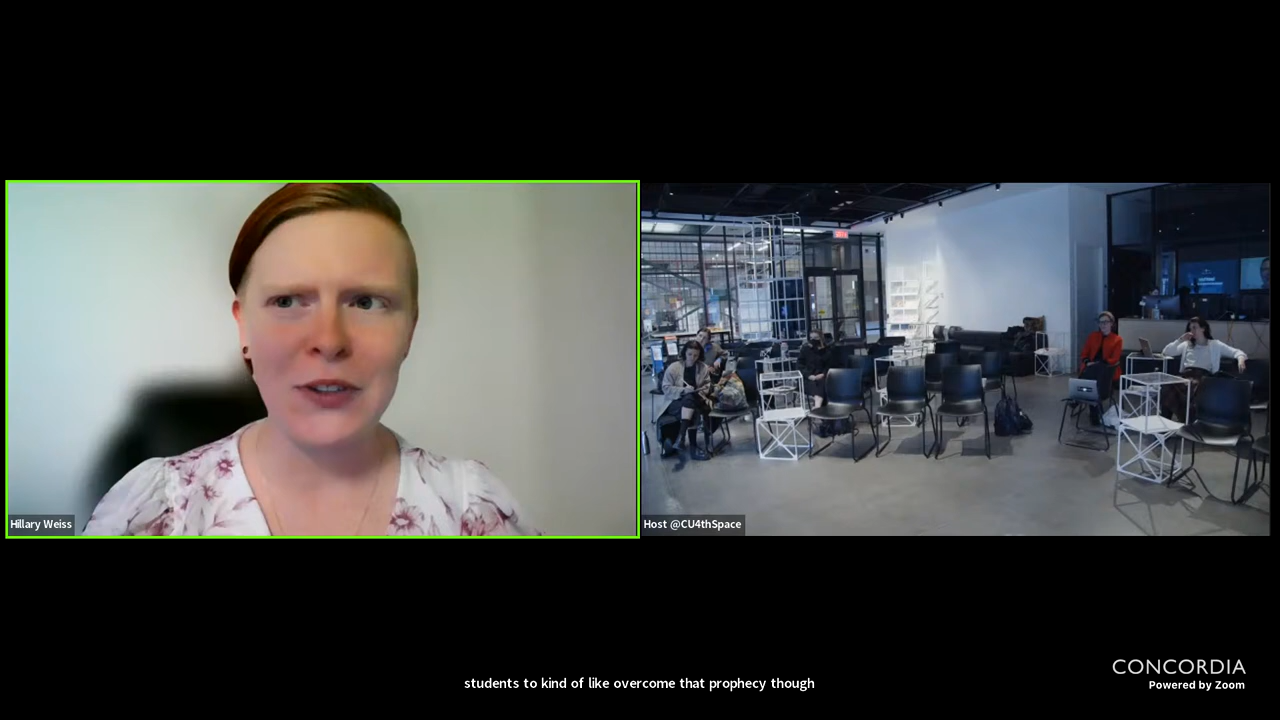 Hillary Weiss
Host @CU4thSpace
students to kind of like overcome that prophecy though
CONCORDIA
Powered by Zoom